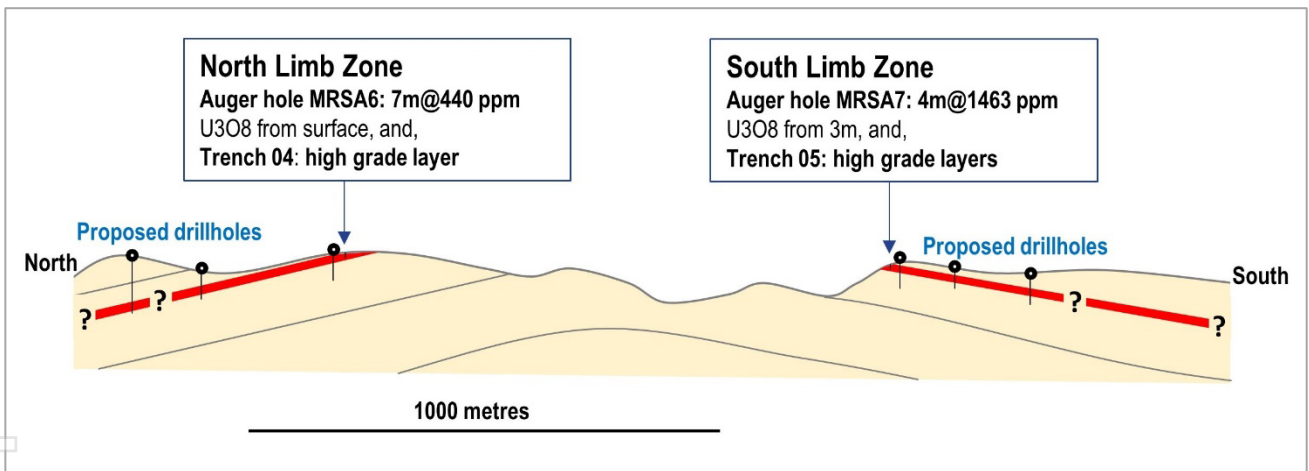 North Limb Zone
Auger hole MRSA6: 7m@440 ppm
U3O8 from surface, and,
Trench 04: high grade layer
South Limb Zone
Auger hole MRSA7: 4m@1463 ppm
U3O8 from 3m, and,
Trench 05: high grade layers
Proposed drillholes
Proposed drillholes
North
South
?
?
?
?
1000 metres